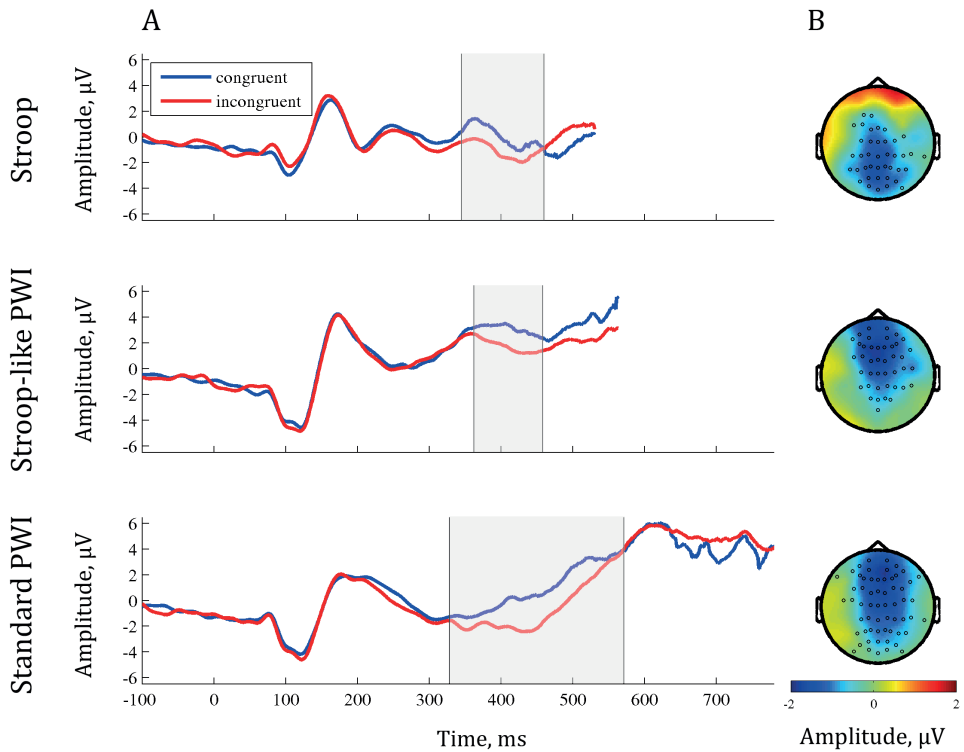 A
B
Stroop
Amplitude, µV
6
4
2
0
-2
-4
-6
congruent
incongruent
Stroop-like PWI
Amplitude, µV
6
4
2
0
-2
-4
-6
Standard PWI
Amplitude, µV
6
4
2
0
-2
-4
-6
-100 0 100 200 300 400 500 600 700
Time, ms
-2 0 2
Amplitude, µV